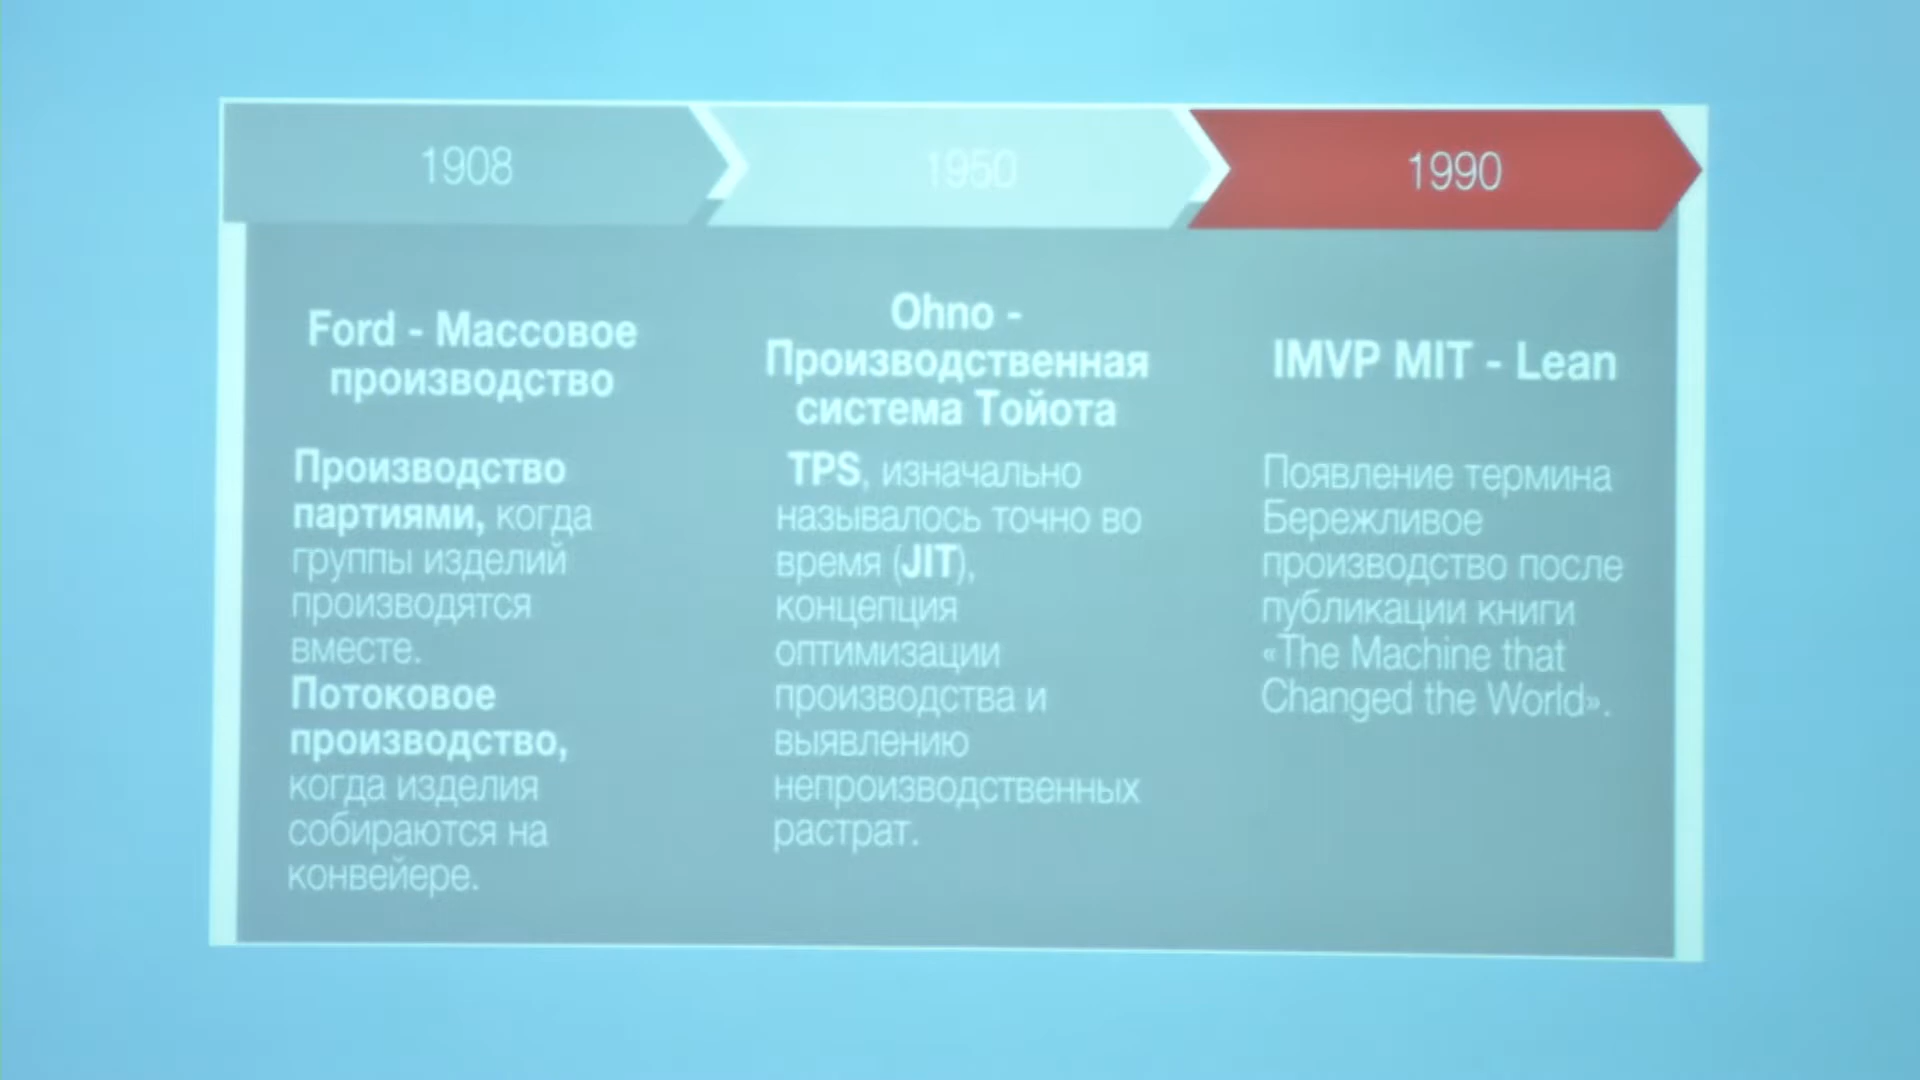 1908
1950
1990
Ford - Массовое
производство
Производство
партиями, когда
группы изделий
производятся
вместе.
Потоковое
производство,
когда изделия
собираются на
конвейере.
Ohno -
Производственная
система Тойота
TPS, изначально
называлось точно во
время (JIT),
концепция
оптимизации
производства и
выявлению
непроизводственных
растрат.
IMVP MIT - Lean
Появление термина
Бережливое
производство после
публикации книги
«The Machine that
Changed the World».